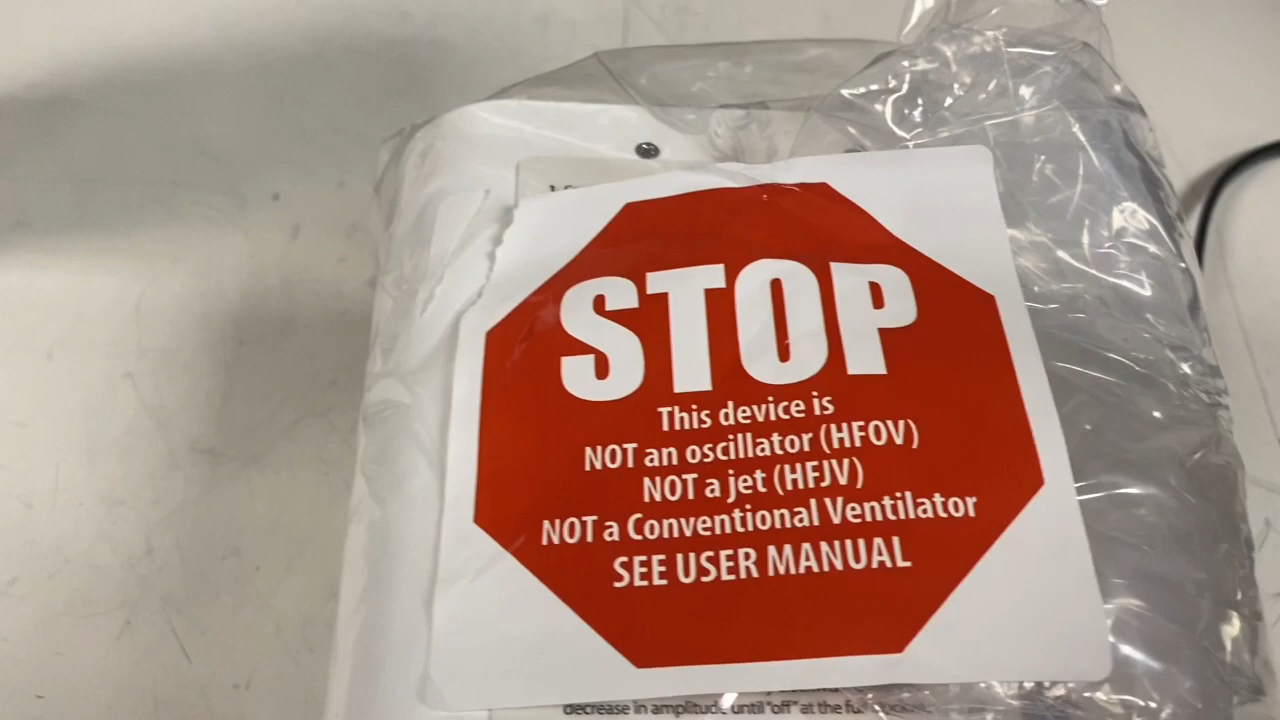 STOP
This device is
NOT an oscillator (HFOV)
NOT a jet (HFJV)
NOT a Conventional Ventilator
SEE USER MANUAL
decrease in amplitude until "off" at the